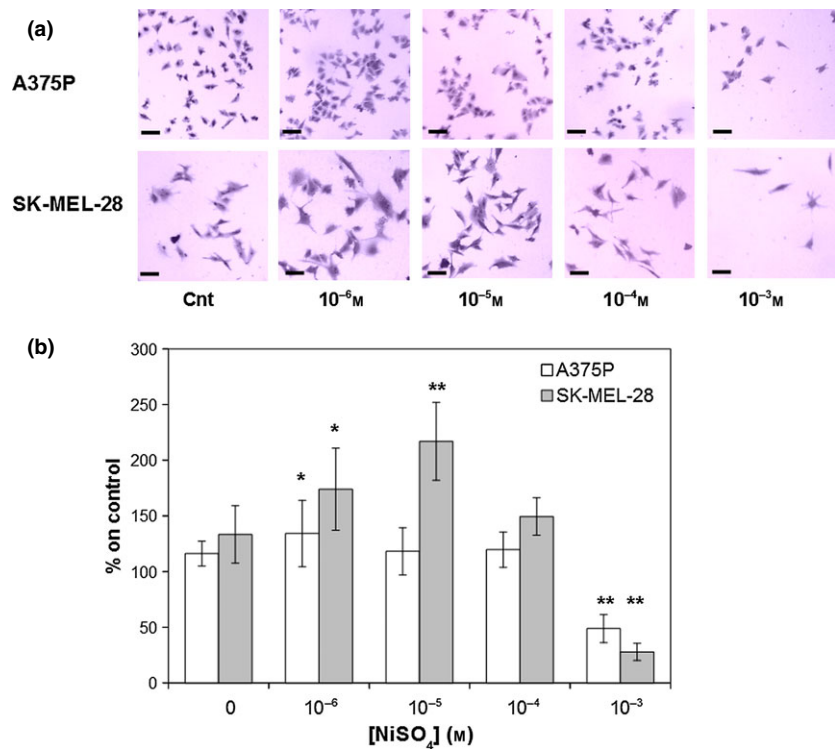 (a)
A375P
SK-MEL-28
Cnt 10⁻⁶M 10⁻⁵M 10⁻⁴M 10⁻³M
(b)
300
250
200
150
100
50
0
% on control
A375P
SK-MEL-28
* * ** ** **
0 10⁻⁶ 10⁻⁵ 10⁻⁴ 10⁻³
[NiSO₄] (M)